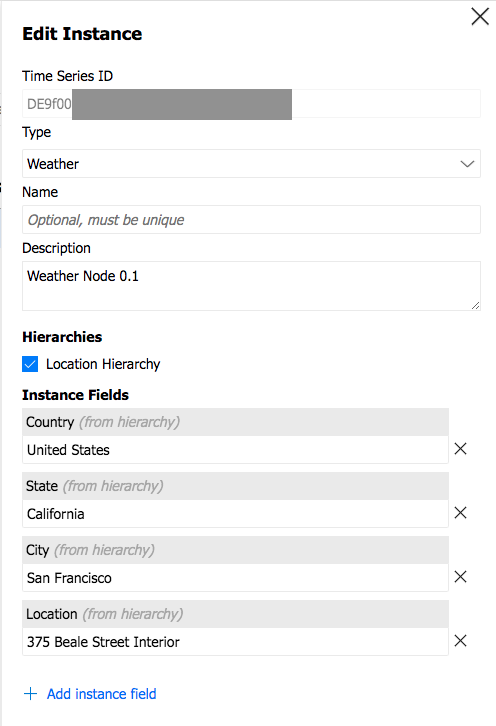 Edit Instance
Time Series ID
DE9f00
Type
Weather
Name
Optional, must be unique
Description
Weather Node 0.1
Hierarchies
Location Hierarchy
Instance Fields
Country (from hierarchy)
United States
State (from hierarchy)
California
City (from hierarchy)
San Francisco
Location (from hierarchy)
375 Beale Street Interior
Add instance field